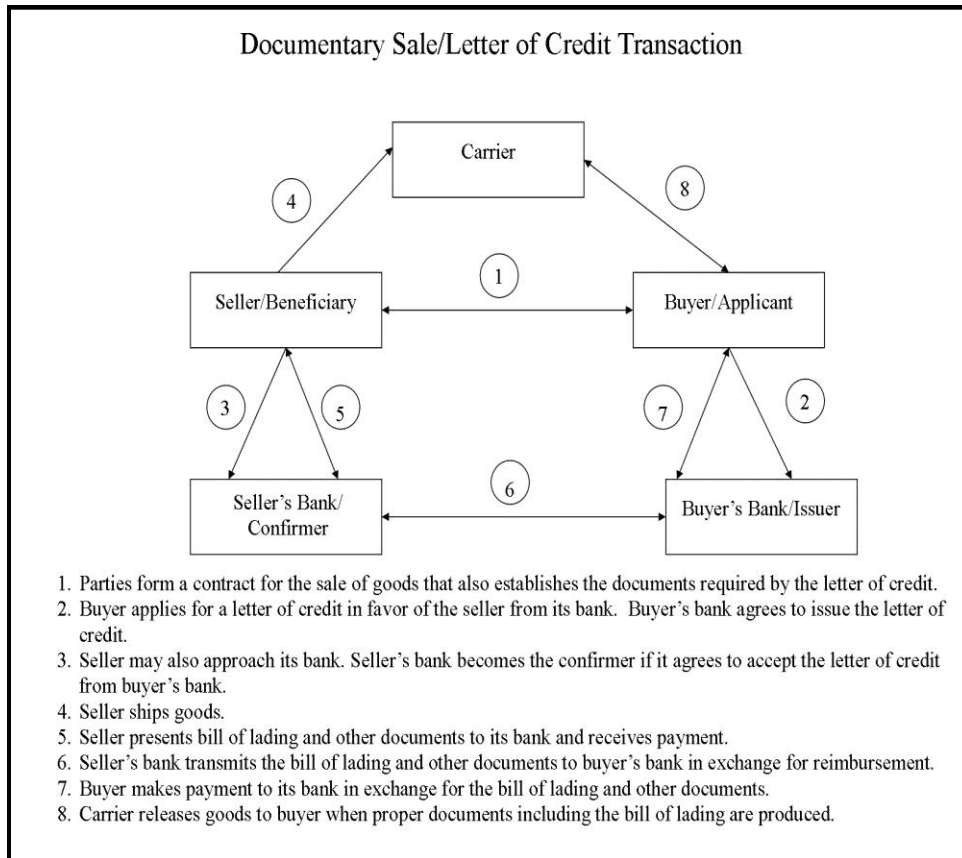 Documentary Sale/Letter of Credit Transaction
Carrier
4
8
1
Seller/Beneficiary
Buyer/Applicant
3
5
7
2
6
Seller's Bank/
Confirmer
Buyer's Bank/Issuer
1. Parties form a contract for the sale of goods that also establishes the documents required by the letter of credit.
2. Buyer applies for a letter of credit in favor of the seller from its bank. Buyer's bank agrees to issue the letter of
credit.
3. Seller may also approach its bank. Seller's bank becomes the confirmer if it agrees to accept the letter of credit
from buyer's bank.
4. Seller ships goods.
5. Seller presents bill of lading and other documents to its bank and receives payment.
6. Seller's bank transmits the bill of lading and other documents to buyer's bank in exchange for reimbursement.
7. Buyer makes payment to its bank in exchange for the bill of lading and other documents.
8. Carrier releases goods to buyer when proper documents including the bill of lading are produced.